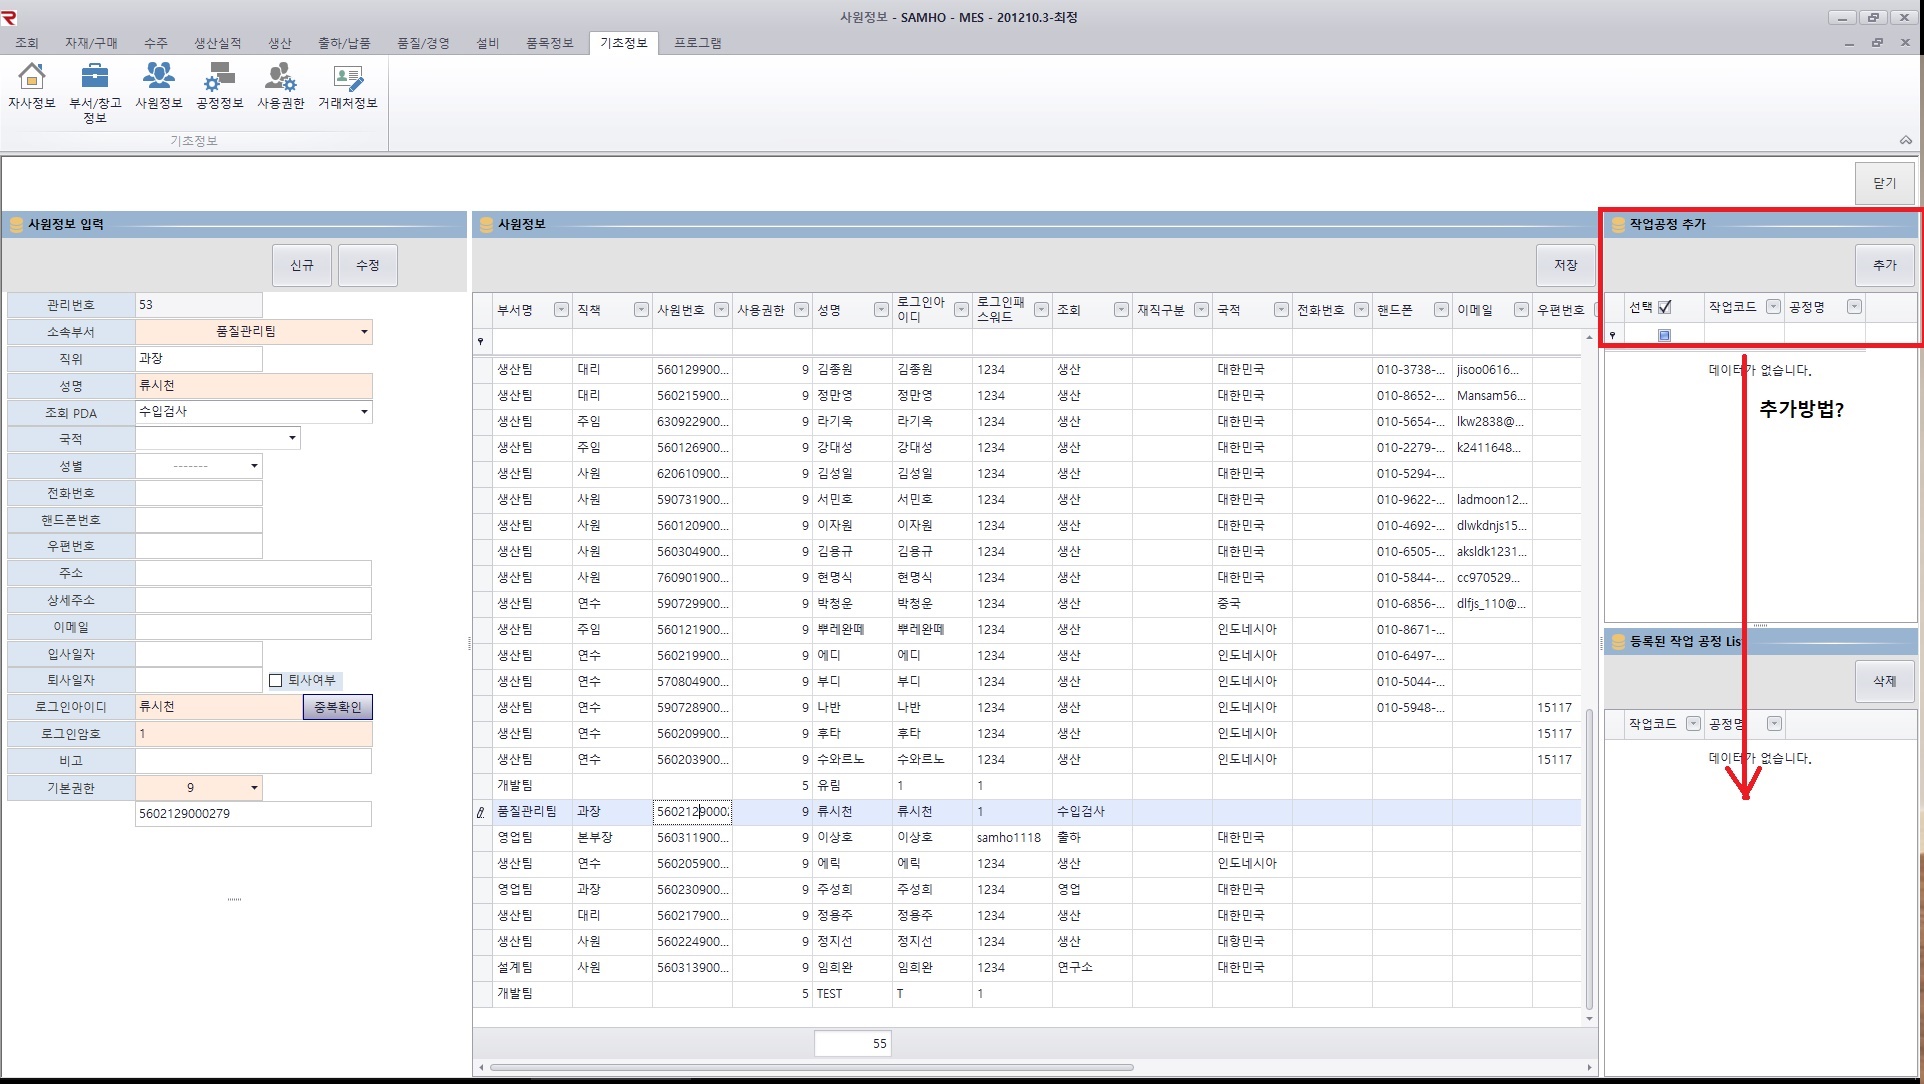 사원정보 - SAMHO - MES - 201210.3-최정
조회 자재/구매 수주 생산실적 생산 출하/납품 품질/경영 설비 품목정보 기초정보 프로그램
자사정보 부서/창고 정보 사원정보 공정정보 사용권한 거래처정보
기초정보
닫기
사원정보 입력
신규 수정
관리번호 53
소속부서 품질관리팀
직위 과장
성명 류시천
조회 PDA 수입검사
국적
성별 -------
전화번호
핸드폰번호
우편번호
주소
상세주소
이메일
입사일자
퇴사일자 퇴사여부
로그인아이디 류시천 중복확인
로그인암호 1
비고
기본권한 9
5602129000279
사원정보
저장
부서명 직책 사원번호 사용권한 성명 로그인아이디 로그인패스워드 조회 재직구분 국적 전화번호 핸드폰 이메일 우편번호
생산팀 대리 560129900... 9 김종원 김종원 1234 생산 대한민국 010-3738-... jisoo0616...
생산팀 대리 560215900... 9 정만영 정만영 1234 생산 대한민국 010-8652-... Mansam56...
생산팀 주임 630922900... 9 라기욱 라기옥 1234 생산 대한민국 010-5654-... lkw2838@...
생산팀 주임 560126900... 9 강대성 강대성 1234 생산 대한민국 010-2279-... k2411648...
생산팀 사원 620610900... 9 김성일 김성일 1234 생산 대한민국 010-5294-...
생산팀 사원 590731900... 9 서민호 서민호 1234 생산 대한민국 010-9622-... ladmoon12...
생산팀 사원 560120900... 9 이자원 이자원 1234 생산 대한민국 010-4692-... dlwkdnjs15...
생산팀 사원 560304900... 9 김용규 김용규 1234 생산 대한민국 010-6505-... aksldk1231...
생산팀 사원 760901900... 9 현명식 현명식 1234 생산 대한민국 010-5844-... cc970529...
생산팀 연수 590729900... 9 박청운 박청운 1234 생산 중국 010-6856-... dlfjs_110@...
생산팀 주임 560121900... 9 뿌레완떼 뿌레완떼 1234 생산 인도네시아 010-8671-...
생산팀 연수 560219900... 9 에디 에디 1234 생산 인도네시아 010-6497-...
생산팀 연수 570804900... 9 부디 부디 1234 생산 인도네시아 010-5044-...
생산팀 연수 590728900... 9 나반 나반 1234 생산 인도네시아 010-5948-... 15117
생산팀 연수 560209900... 9 후타 후타 1234 생산 인도네시아 15117
생산팀 연수 560203900... 9 수와르노 수와르노 1234 생산 인도네시아 15117
개발팀 5 유림 1 1
품질관리팀 과장 5602129000 9 류시천 류시천 1 수입검사
영업팀 본부장 560311900... 9 이상호 이상호 samho1118 출하 대한민국
생산팀 연수 560205900... 9 에릭 에릭 1234 생산 인도네시아
영업팀 과장 560230900... 9 주성희 주성희 1234 영업 대한민국
생산팀 대리 560217900... 9 정용주 정용주 1234 생산 대한민국
생산팀 사원 560224900... 9 정지선 정지선 1234 생산 대항민국
설계팀 사원 560313900... 9 임희완 임희완 1234 연구소 대한민국
개발팀 5 TEST T 1
55
작업공정 추가
추가
선택 작업코드 공정명
데이터가 없습니다.
추가방법?
등록된 작업 공정 List
삭제
작업코드 공정명
데이터가 없습니다.